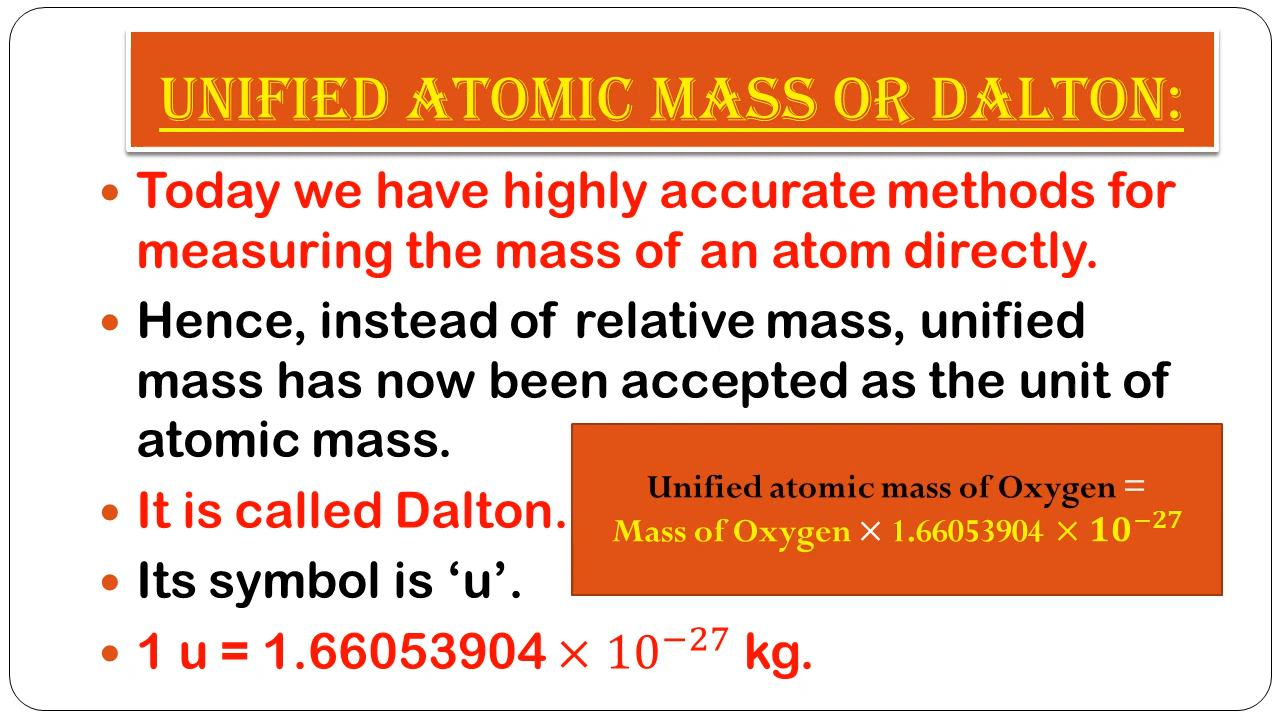 UNIFIED ATOMIC MASS OR DALTON:
• Today we have highly accurate methods for
measuring the mass of an atom directly.
• Hence, instead of relative mass, unified
mass has now been accepted as the unit of
atomic mass.
• It is called Dalton.
• Its symbol is ‘u’.
• 1 u = 1.66053904 × 10⁻²⁷ kg.
Unified atomic mass of Oxygen =
Mass of Oxygen × 1.66053904 × 10⁻²⁷